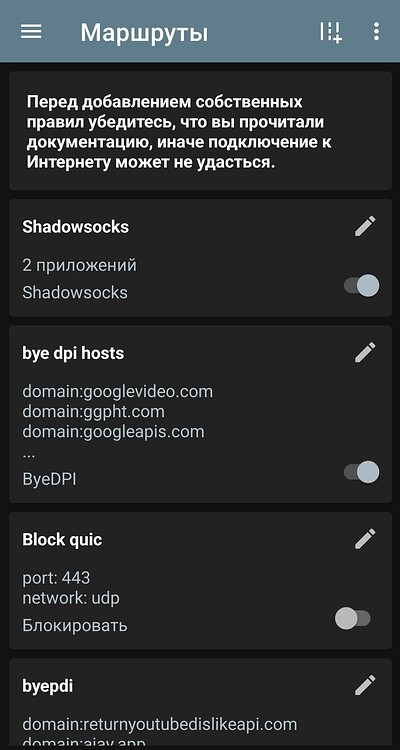 Маршруты
Перед добавлением собственных
правил убедитесь, что вы прочитали
документацию, иначе подключение к
Интернету может не удасться.
Shadowsocks
2 приложений
Shadowsocks
bye dpi hosts
domain:googlevideo.com
domain:ggpht.com
domain:googleapis.com
...
ByeDPI
Block quic
port: 443
network: udp
Блокировать
byepdi
domain:returnyoutubedislikeapi.com
domain:ajay.app